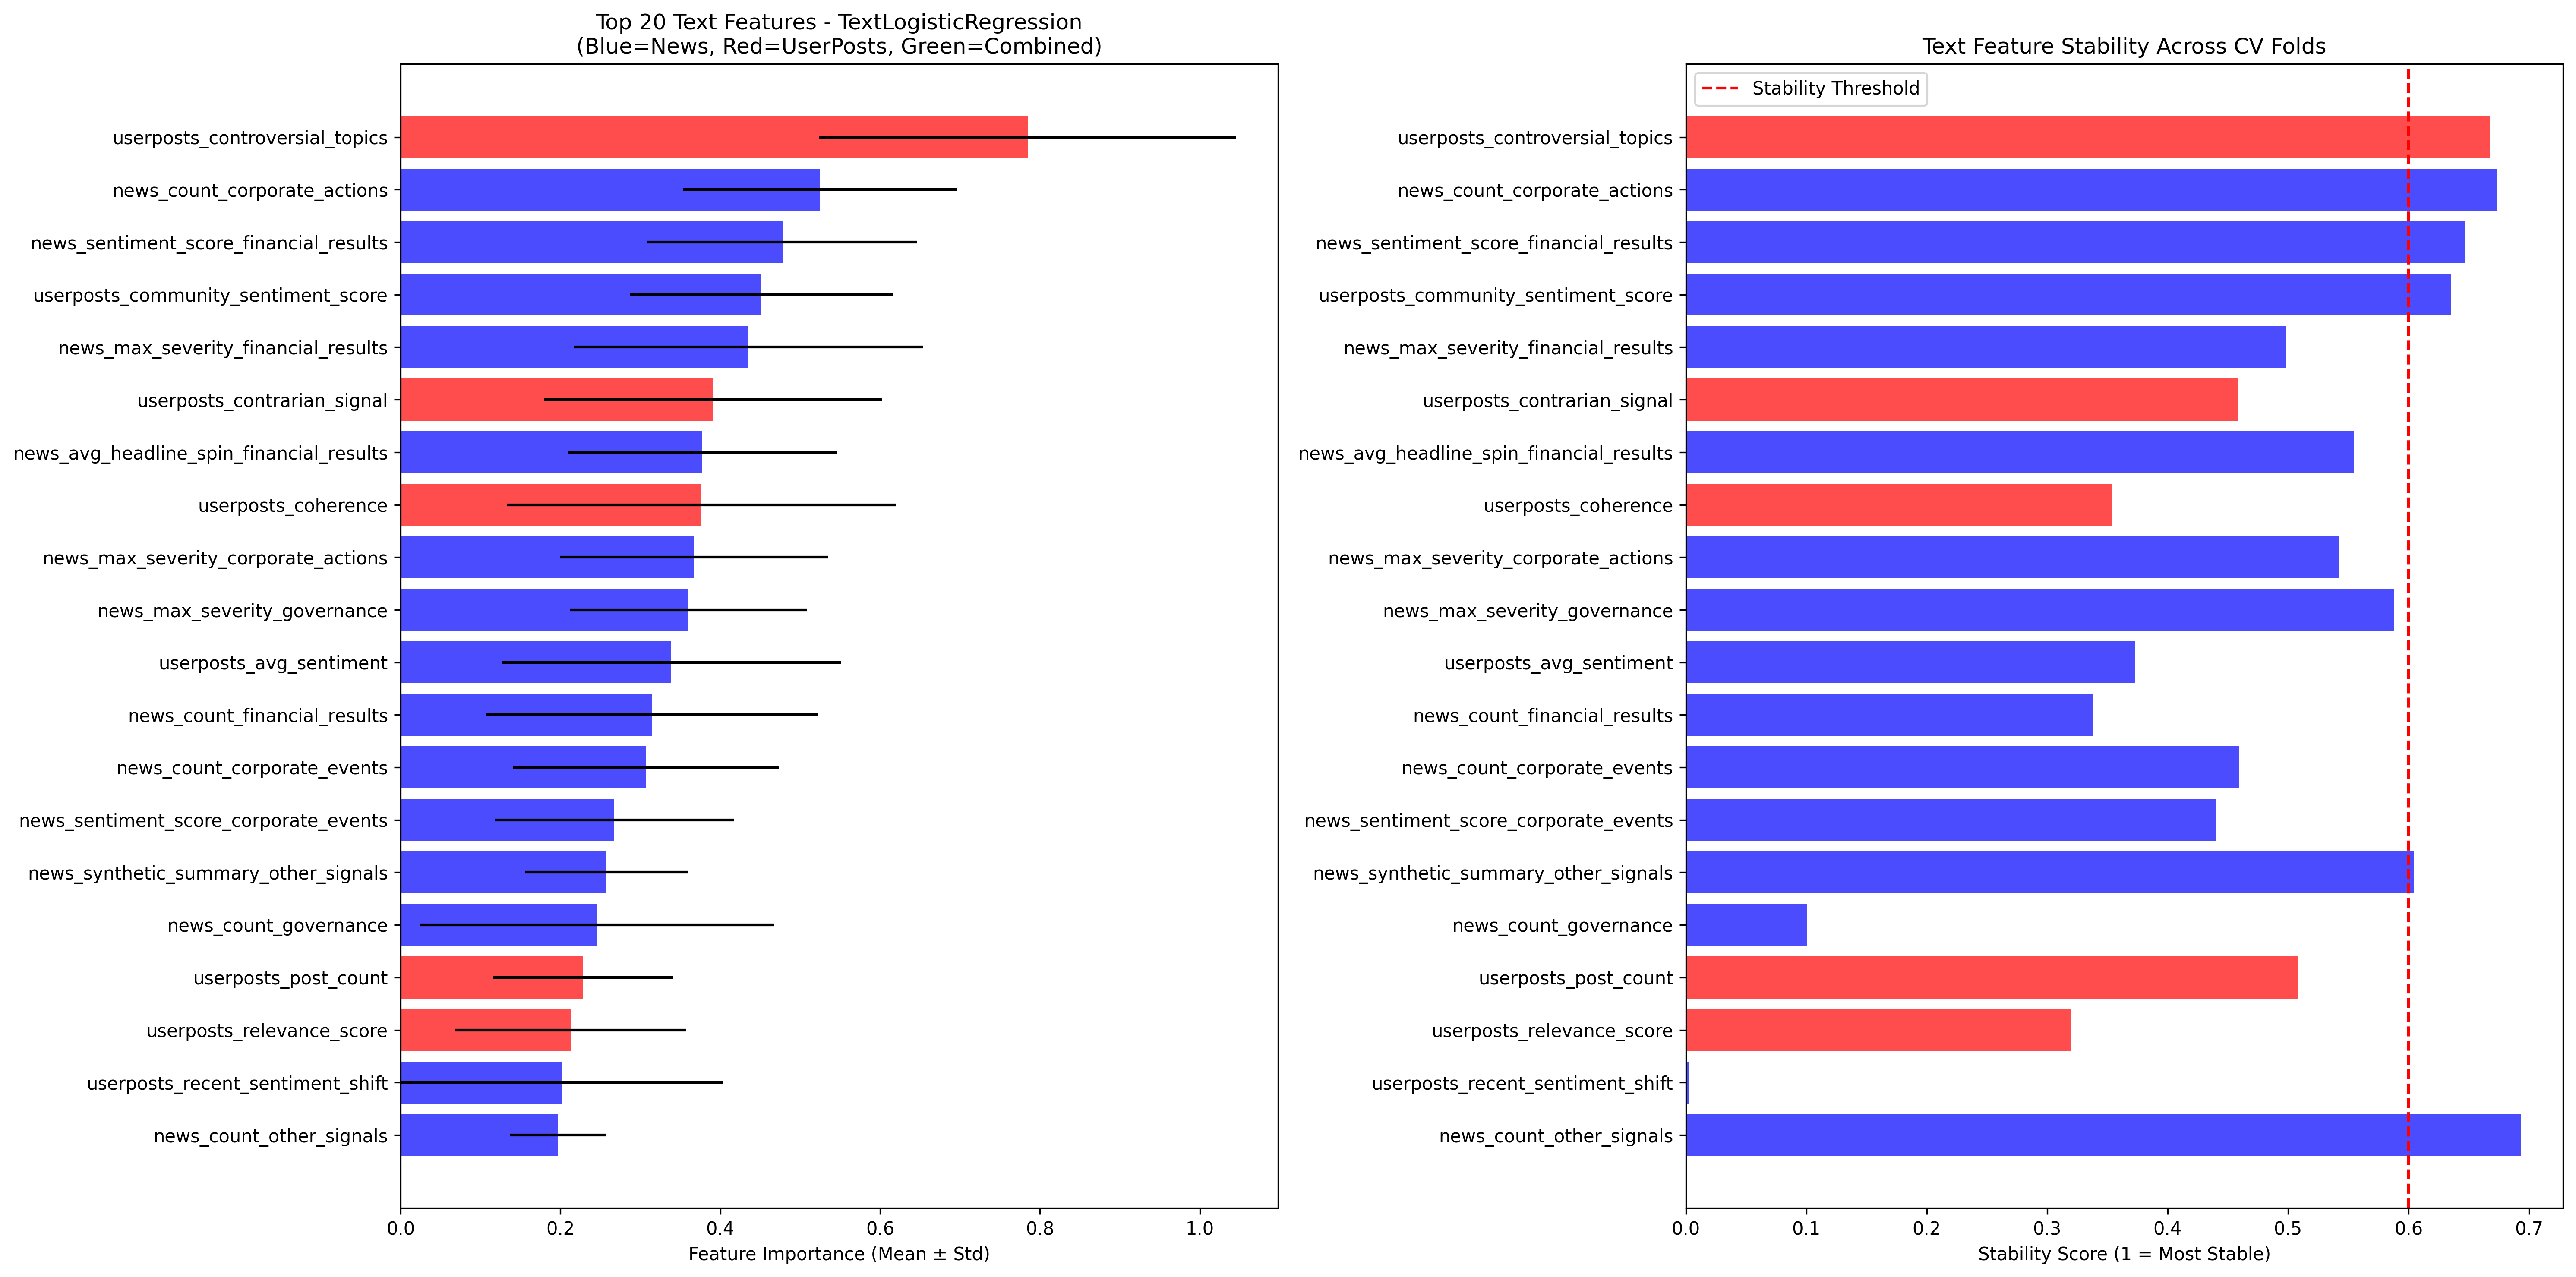 Top 20 Text Features - TextLogisticRegression
(Blue=News, Red=UserPosts, Green=Combined)
userposts_controversial_topics
news_count_corporate_actions
news_sentiment_score_financial_results
userposts_community_sentiment_score
news_max_severity_financial_results
userposts_contrarian_signal
news_avg_headline_spin_financial_results
userposts_coherence
news_max_severity_corporate_actions
news_max_severity_governance
userposts_avg_sentiment
news_count_financial_results
news_count_corporate_events
news_sentiment_score_corporate_events
news_synthetic_summary_other_signals
news_count_governance
userposts_post_count
userposts_relevance_score
userposts_recent_sentiment_shift
news_count_other_signals
0.0 0.2 0.4 0.6 0.8 1.0
Feature Importance (Mean ± Std)
Text Feature Stability Across CV Folds
Stability Threshold
userposts_controversial_topics
news_count_corporate_actions
news_sentiment_score_financial_results
userposts_community_sentiment_score
news_max_severity_financial_results
userposts_contrarian_signal
news_avg_headline_spin_financial_results
userposts_coherence
news_max_severity_corporate_actions
news_max_severity_governance
userposts_avg_sentiment
news_count_financial_results
news_count_corporate_events
news_sentiment_score_corporate_events
news_synthetic_summary_other_signals
news_count_governance
userposts_post_count
userposts_relevance_score
userposts_recent_sentiment_shift
news_count_other_signals
0.0 0.1 0.2 0.3 0.4 0.5 0.6 0.7
Stability Score (1 = Most Stable)